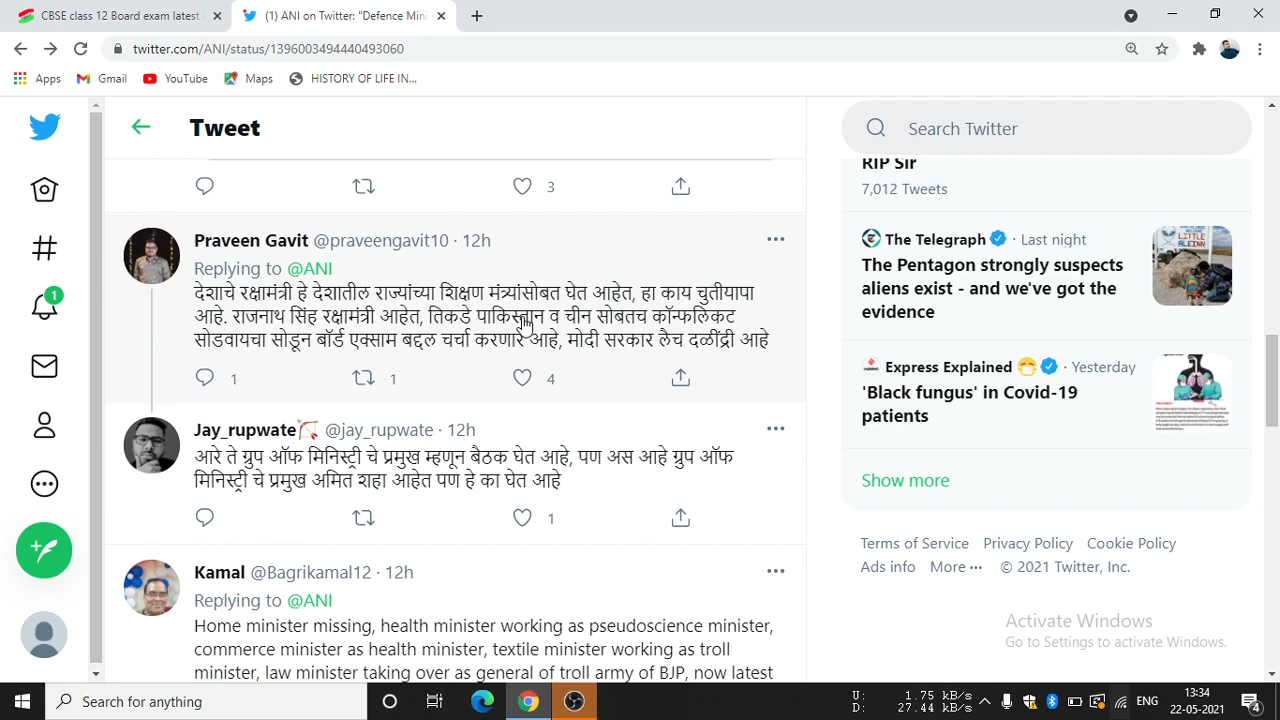 CBSE class 12 Board exam latest
(1) ANI on Twitter: "Defence Mini
twitter.com/ANI/status/1396003494440493060
Apps
Gmail
YouTube
Maps
HISTORY OF LIFE IN...
Tweet
3
Praveen Gavit @praveengavit10 · 12h
Replying to @ANI
देशाचे रक्षामंत्री हे देशातील राज्यांच्या शिक्षण मंत्र्यांसोबत घेत आहेत, हा काय चुतीयापा
आहे. राजनाथ सिंह रक्षामंत्री आहेत, तिकडे पाकिस्तान व चीन सोबतच कॉन्फलिकट
सोडवायचा सोडून बॉर्ड एक्साम बद्दल चर्चा करणार आहे, मोदी सरकार लैच दळींद्री आहे
1
1
4
Jay_rupwate @jay_rupwate · 12h
आरे ते ग्रुप ऑफ मिनिस्ट्री चे प्रमुख म्हणून बैठक घेत आहे, पण अस आहे ग्रुप ऑफ
मिनिस्ट्री चे प्रमुख अमित शहा आहेत पण हे का घेत आहे
1
Kamal @Bagrikamal12 · 12h
Replying to @ANI
Home minister missing, health minister working as pseudoscience minister,
commerce minister as health minister, textile minister working as troll
minister, law minister taking over as general of troll army of BJP, now latest
1
Search Twitter
RIP Sir
7,012 Tweets
The Telegraph · Last night
The Pentagon strongly suspects
aliens exist - and we've got the
evidence
LITTLE
Express Explained · Yesterday
'Black fungus' in Covid-19
patients
Show more
Terms of Service Privacy Policy Cookie Policy
Ads info More ··· © 2021 Twitter, Inc.
Activate Windows
Go to Settings to activate Windows.
Search for anything
U: 1.75 kB/s
D: 27.44 kB/s
ENG
13:34
22-05-2021
4